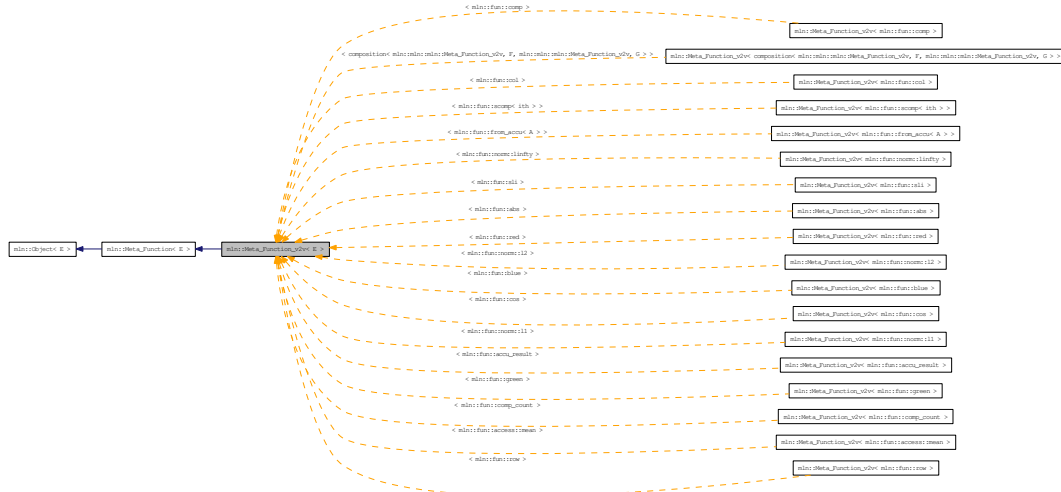 < mln::fun::comp >
mln::Meta_Function_v2v< mln::fun::comp >
< composition< mln::mln::mln::Meta_Function_v2v, F, mln::mln::mln::Meta_Function_v2v, G > >
mln::Meta_Function_v2v< composition< mln::mln::mln::Meta_Function_v2v, F, mln::mln::mln::Meta_Function_v2v, G > >
< mln::fun::col >
mln::Meta_Function_v2v< mln::fun::col >
< mln::fun::scomp< ith > >
mln::Meta_Function_v2v< mln::fun::scomp< ith > >
< mln::fun::from_accu< A > >
mln::Meta_Function_v2v< mln::fun::from_accu< A > >
< mln::fun::norm::linfty >
mln::Meta_Function_v2v< mln::fun::norm::linfty >
< mln::fun::sli >
mln::Meta_Function_v2v< mln::fun::sli >
< mln::fun::abs >
mln::Meta_Function_v2v< mln::fun::abs >
< mln::fun::red >
mln::Meta_Function_v2v< mln::fun::red >
mln::Object< E >
mln::Meta_Function< E >
mln::Meta_Function_v2v< E >
< mln::fun::norm::l2 >
mln::Meta_Function_v2v< mln::fun::norm::l2 >
< mln::fun::blue >
mln::Meta_Function_v2v< mln::fun::blue >
< mln::fun::cos >
mln::Meta_Function_v2v< mln::fun::cos >
< mln::fun::norm::l1 >
mln::Meta_Function_v2v< mln::fun::norm::l1 >
< mln::fun::accu_result >
mln::Meta_Function_v2v< mln::fun::accu_result >
< mln::fun::green >
mln::Meta_Function_v2v< mln::fun::green >
< mln::fun::comp_count >
mln::Meta_Function_v2v< mln::fun::comp_count >
< mln::fun::access::mean >
mln::Meta_Function_v2v< mln::fun::access::mean >
< mln::fun::row >
mln::Meta_Function_v2v< mln::fun::row >